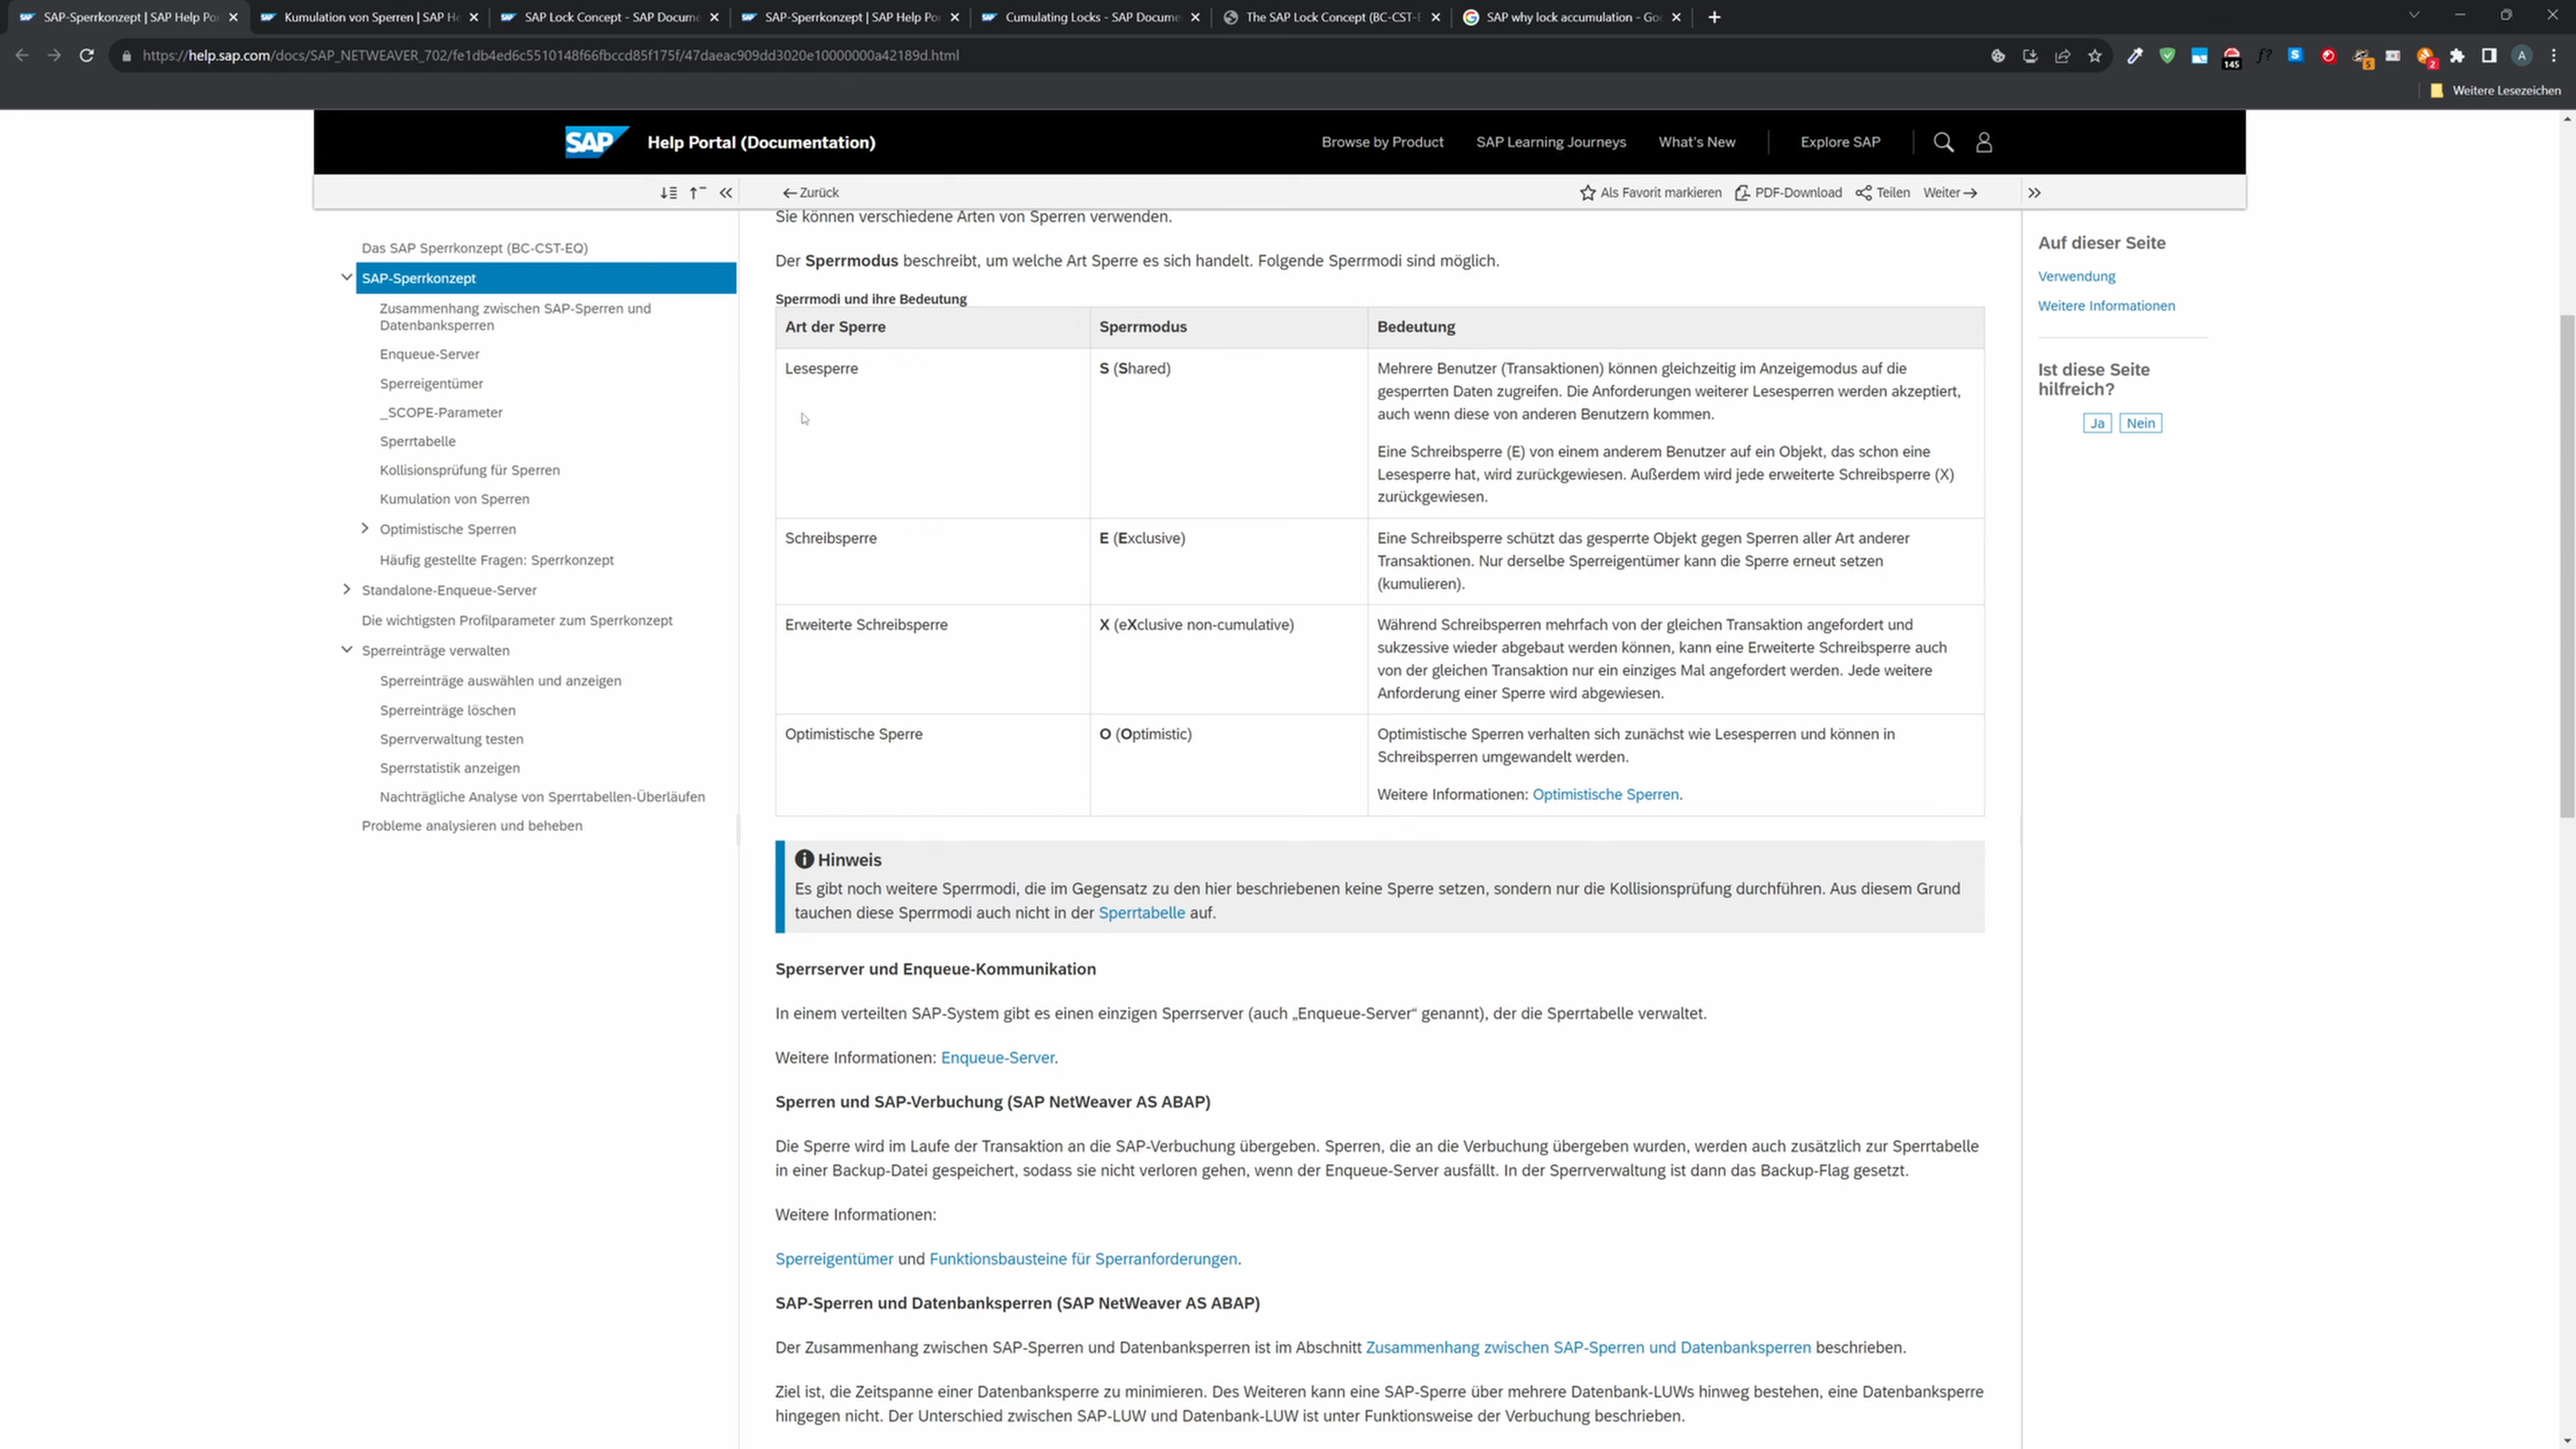 SAP-Sperrkonzept | SAP Help Po
Kumulation von Sperren | SAP H
SAP Lock Concept - SAP Docume
SAP-Sperrkonzept | SAP Help Po
Cumulating Locks - SAP Docume
The SAP Lock Concept (BC-CST-E
SAP why lock accumulation - Go
https://help.sap.com/docs/SAP_NETWEAVER_702/fe1db4ed6c5510148f66fbccd85f175f/47daeac909dd3020e10000000a42189d.html
145
f?
S
5
2
A
Weitere Lesezeichen
SAP
Help Portal (Documentation)
Browse by Product
SAP Learning Journeys
What's New
Explore SAP
Zurück
Als Favorit markieren
PDF-Download
Teilen
Weiter
Das SAP Sperrkonzept (BC-CST-EQ)
SAP-Sperrkonzept
Zusammenhang zwischen SAP-Sperren und
Datenbanksperren
Enqueue-Server
Sperreigentümer
_SCOPE-Parameter
Sperrtabelle
Kollisionsprüfung für Sperren
Kumulation von Sperren
Optimistische Sperren
Häufig gestellte Fragen: Sperrkonzept
Standalone-Enqueue-Server
Die wichtigsten Profilparameter zum Sperrkonzept
Sperreinträge verwalten
Sperreinträge auswählen und anzeigen
Sperreinträge löschen
Sperrverwaltung testen
Sperrstatistik anzeigen
Nachträgliche Analyse von Sperrtabellen-Überläufen
Probleme analysieren und beheben
Sie können verschiedene Arten von Sperren verwenden.
Der Sperrmodus beschreibt, um welche Art Sperre es sich handelt. Folgende Sperrmodi sind möglich.
Sperrmodi und ihre Bedeutung
Art der Sperre
Sperrmodus
Bedeutung
Lesesperre
S (Shared)
Mehrere Benutzer (Transaktionen) können gleichzeitig im Anzeigemodus auf die
gesperrten Daten zugreifen. Die Anforderungen weiterer Lesesperren werden akzeptiert,
auch wenn diese von anderen Benutzern kommen.
Eine Schreibsperre (E) von einem anderem Benutzer auf ein Objekt, das schon eine
Lesesperre hat, wird zurückgewiesen. Außerdem wird jede erweiterte Schreibsperre (X)
zurückgewiesen.
Schreibsperre
E (Exclusive)
Eine Schreibsperre schützt das gesperrte Objekt gegen Sperren aller Art anderer
Transaktionen. Nur derselbe Sperreigentümer kann die Sperre erneut setzen
(kumulieren).
Erweiterte Schreibsperre
X (eXclusive non-cumulative)
Während Schreibsperren mehrfach von der gleichen Transaktion angefordert und
sukzessive wieder abgebaut werden können, kann eine Erweiterte Schreibsperre auch
von der gleichen Transaktion nur ein einziges Mal angefordert werden. Jede weitere
Anforderung einer Sperre wird abgewiesen.
Optimistische Sperre
O (Optimistic)
Optimistische Sperren verhalten sich zunächst wie Lesesperren und können in
Schreibsperren umgewandelt werden.
Weitere Informationen: Optimistische Sperren.
Hinweis
Es gibt noch weitere Sperrmodi, die im Gegensatz zu den hier beschriebenen keine Sperre setzen, sondern nur die Kollisionsprüfung durchführen. Aus diesem Grund
tauchen diese Sperrmodi auch nicht in der Sperrtabelle auf.
Sperrserver und Enqueue-Kommunikation
In einem verteilten SAP-System gibt es einen einzigen Sperrserver (auch „Enqueue-Server“ genannt), der die Sperrtabelle verwaltet.
Weitere Informationen: Enqueue-Server.
Sperren und SAP-Verbuchung (SAP NetWeaver AS ABAP)
Die Sperre wird im Laufe der Transaktion an die SAP-Verbuchung übergeben. Sperren, die an die Verbuchung übergeben wurden, werden auch zusätzlich zur Sperrtabelle
in einer Backup-Datei gespeichert, sodass sie nicht verloren gehen, wenn der Enqueue-Server ausfällt. In der Sperrverwaltung ist dann das Backup-Flag gesetzt.
Weitere Informationen:
Sperreigentümer und Funktionsbausteine für Sperranforderungen.
SAP-Sperren und Datenbanksperren (SAP NetWeaver AS ABAP)
Der Zusammenhang zwischen SAP-Sperren und Datenbanksperren ist im Abschnitt Zusammenhang zwischen SAP-Sperren und Datenbanksperren beschrieben.
Ziel ist, die Zeitspanne einer Datenbanksperre zu minimieren. Des Weiteren kann eine SAP-Sperre über mehrere Datenbank-LUWs hinweg bestehen, eine Datenbanksperre
hingegen nicht. Der Unterschied zwischen SAP-LUW und Datenbank-LUW ist unter Funktionsweise der Verbuchung beschrieben.
Auf dieser Seite
Verwendung
Weitere Informationen
Ist diese Seite
hilfreich?
Ja
Nein